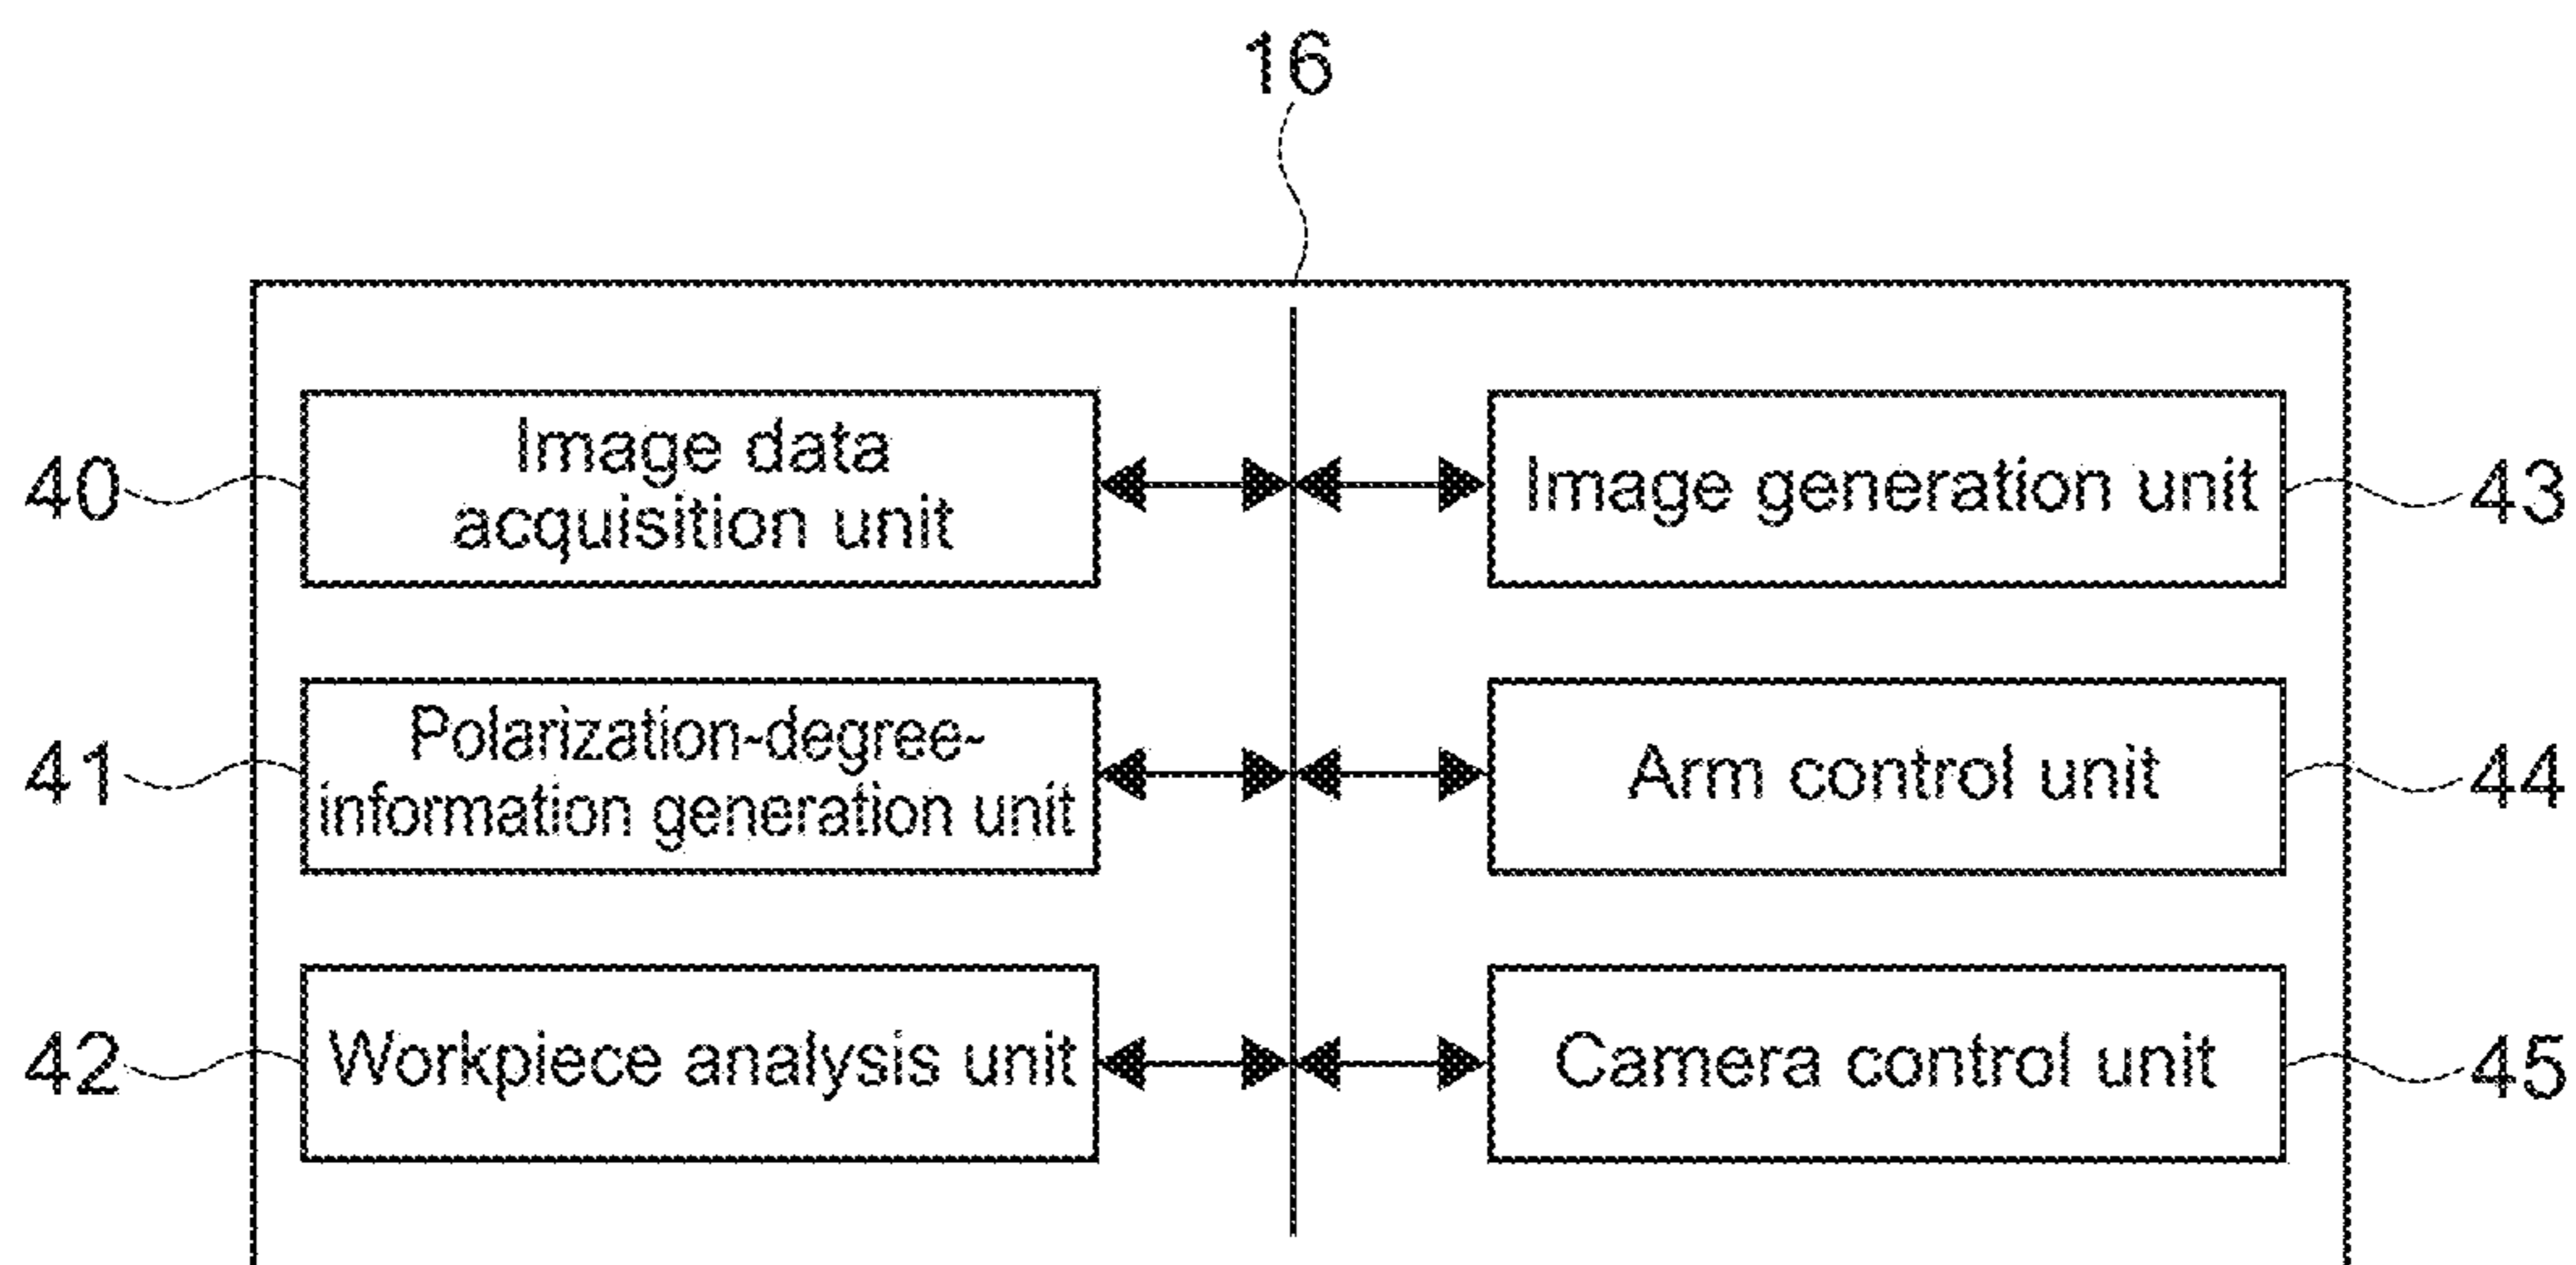 16
40
Image data
acquisition unit
Image generation unit
43
41
Polarization-degree-
information generation unit
Arm control unit
44
42
Workpiece analysis unit
Camera control unit
45